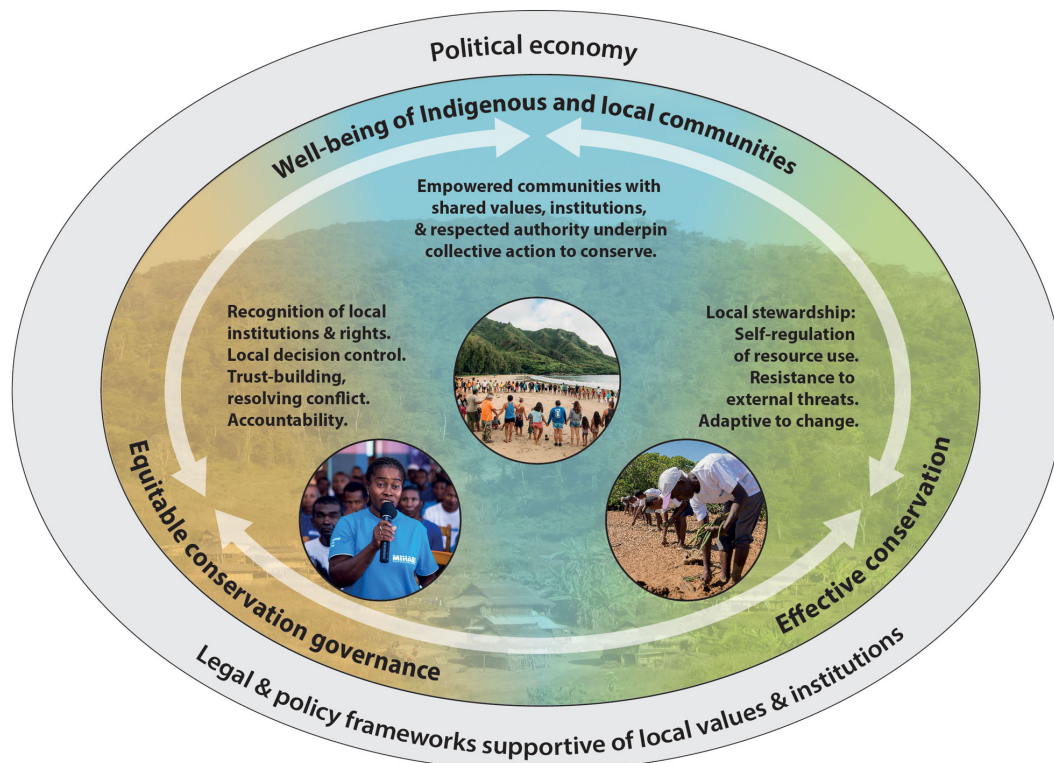 Political economy
Well-being of Indigenous and local communities
Empowered communities with
shared values, institutions,
& respected authority underpin
collective action to conserve.
Recognition of local
institutions & rights.
Local decision control.
Trust-building,
resolving conflict.
Accountability.
Local stewardship:
Self-regulation
of resource use.
Resistance to
external threats.
Adaptive to change.
Equitable conservation governance
Effective conservation
Legal & policy frameworks supportive of local values & institutions